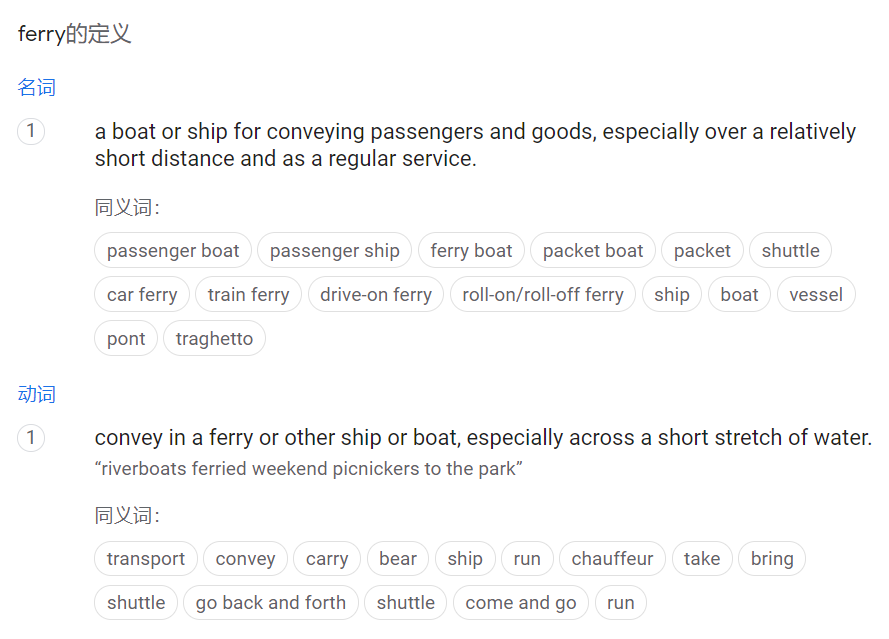 ferry的定义
名词
1 a boat or ship for conveying passengers and goods, especially over a relatively
short distance and as a regular service.
同义词：
passenger boat passenger ship ferry boat packet boat packet shuttle
car ferry train ferry drive-on ferry roll-on/roll-off ferry ship boat vessel
pont traghetto
动词
1 convey in a ferry or other ship or boat, especially across a short stretch of water.
“riverboats ferried weekend picnickers to the park”
同义词：
transport convey carry bear ship run chauffeur take bring
shuttle go back and forth shuttle come and go run